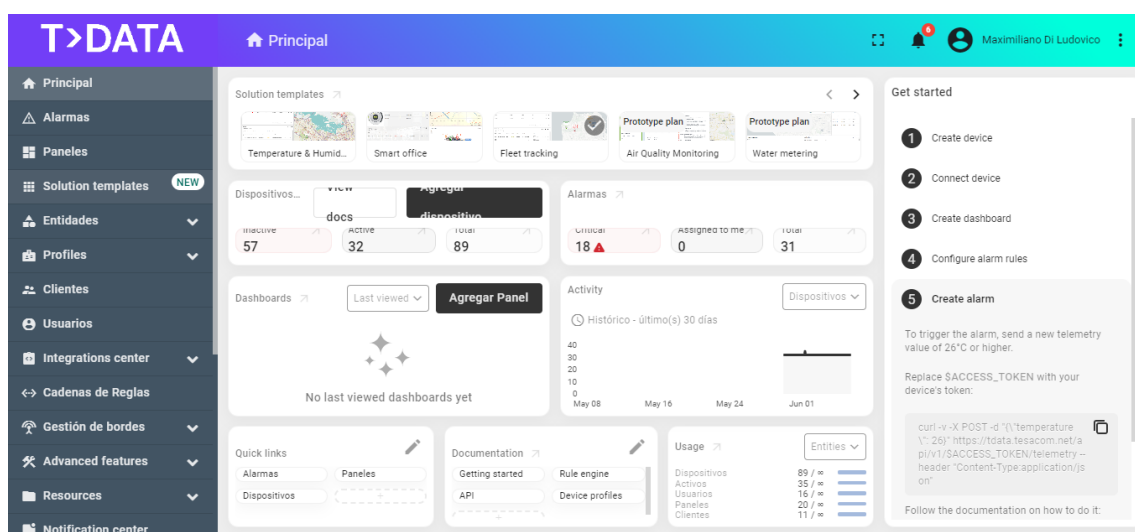 T>DATA
Principal
6
Maximiliano Di Ludovico
Principal
Alarmas
Paneles
Solution templates NEW
Entidades
Profiles
Clientes
Usuarios
Integrations center
Cadenas de Reglas
Gestión de bordes
Advanced features
Resources
Notification center
Solution templates
Prototype plan
Prototype plan
Temperature & Humid...
Smart office
Fleet tracking
Air Quality Monitoring
Water metering
Dispositivos...
View
docs
Agregar
dispositivo
Inactive
57
Active
32
Total
89
Alarmas
Critical
18
Assigned to me
0
Total
31
Dashboards
Last viewed
Agregar Panel
No last viewed dashboards yet
Activity
Dispositivos
Histórico - último(s) 30 días
40
30
20
10
0
May 08
May 16
May 24
Jun 01
Quick links
Alarmas
Paneles
Dispositivos
+
Documentation
Getting started
Rule engine
API
Device profiles
+
Usage
Entities
Dispositivos 89 / ∞
Activos 35 / ∞
Usuarios 16 / ∞
Paneles 20 / ∞
Clientes 11 / ∞
Get started
1 Create device
2 Connect device
3 Create dashboard
4 Configure alarm rules
5 Create alarm
To trigger the alarm, send a new telemetry
value of 26°C or higher.
Replace $ACCESS_TOKEN with your
device's token:
curl -v -X POST -d "{\"temperature
\": 26}" https://tdata.tesacom.net/a
pi/v1/$ACCESS_TOKEN/telemetry --
header "Content-Type:application/js
on"
Follow the documentation on how to do it: